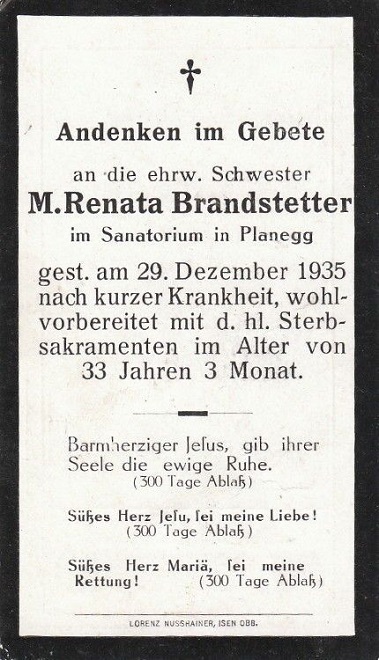 Andenken im Gebete
an die ehrw. Schwester
M. Renata Brandstetter
im Sanatorium in Planegg
gest. am 29. Dezember 1935
nach kurzer Krankheit, wohl-
vorbereitet mit d. hl. Sterb-
sakramenten im Alter von
33 Jahren 3 Monat.
Barmherziger Jeſus, gib ihrer
Seele die ewige Ruhe.
(300 Tage Ablaß)
Süßes Herz Jeſu, ſei meine Liebe!
(300 Tage Ablaß)
Süßes Herz Mariä, ſei meine
Rettung! (300 Tage Ablaß)
LORENZ NUSSHAINER, ISEN OBB.